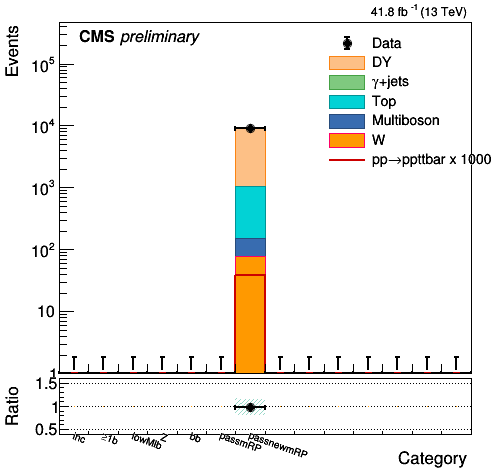 41.8 fb⁻¹ (13 TeV)
CMS preliminary
Events
Data
DY
γ+jets
Top
Multiboson
W
pp→ppttbar x 1000
10⁵
10⁴
10³
10²
10
1
Ratio
1.5
1
0.5
inc ≥1b lowMlb Z bb passmRP passnewmRP
Category